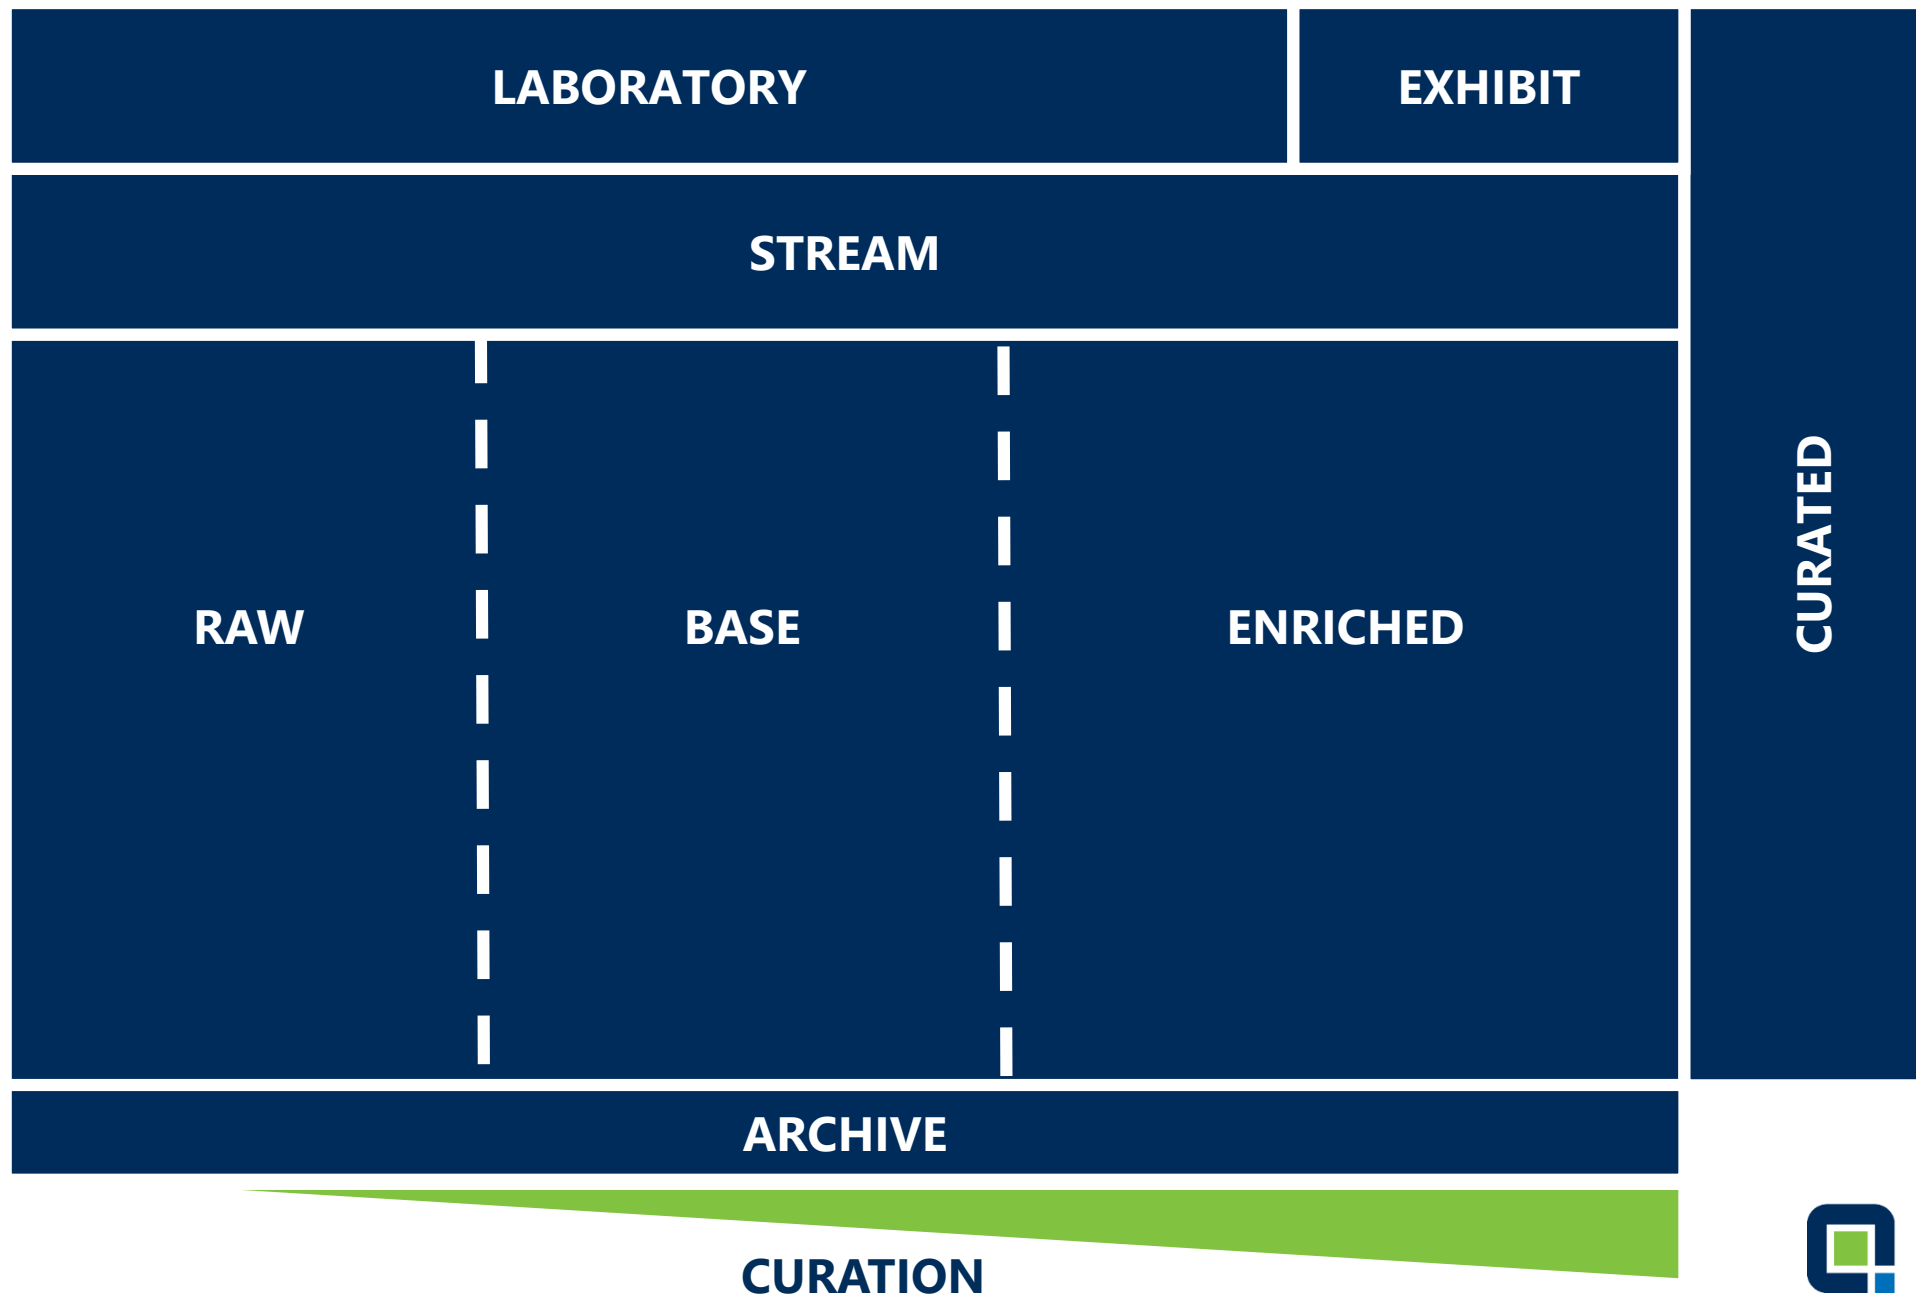 LABORATORY
EXHIBIT
STREAM
RAW
BASE
ENRICHED
CURATED
ARCHIVE
CURATION